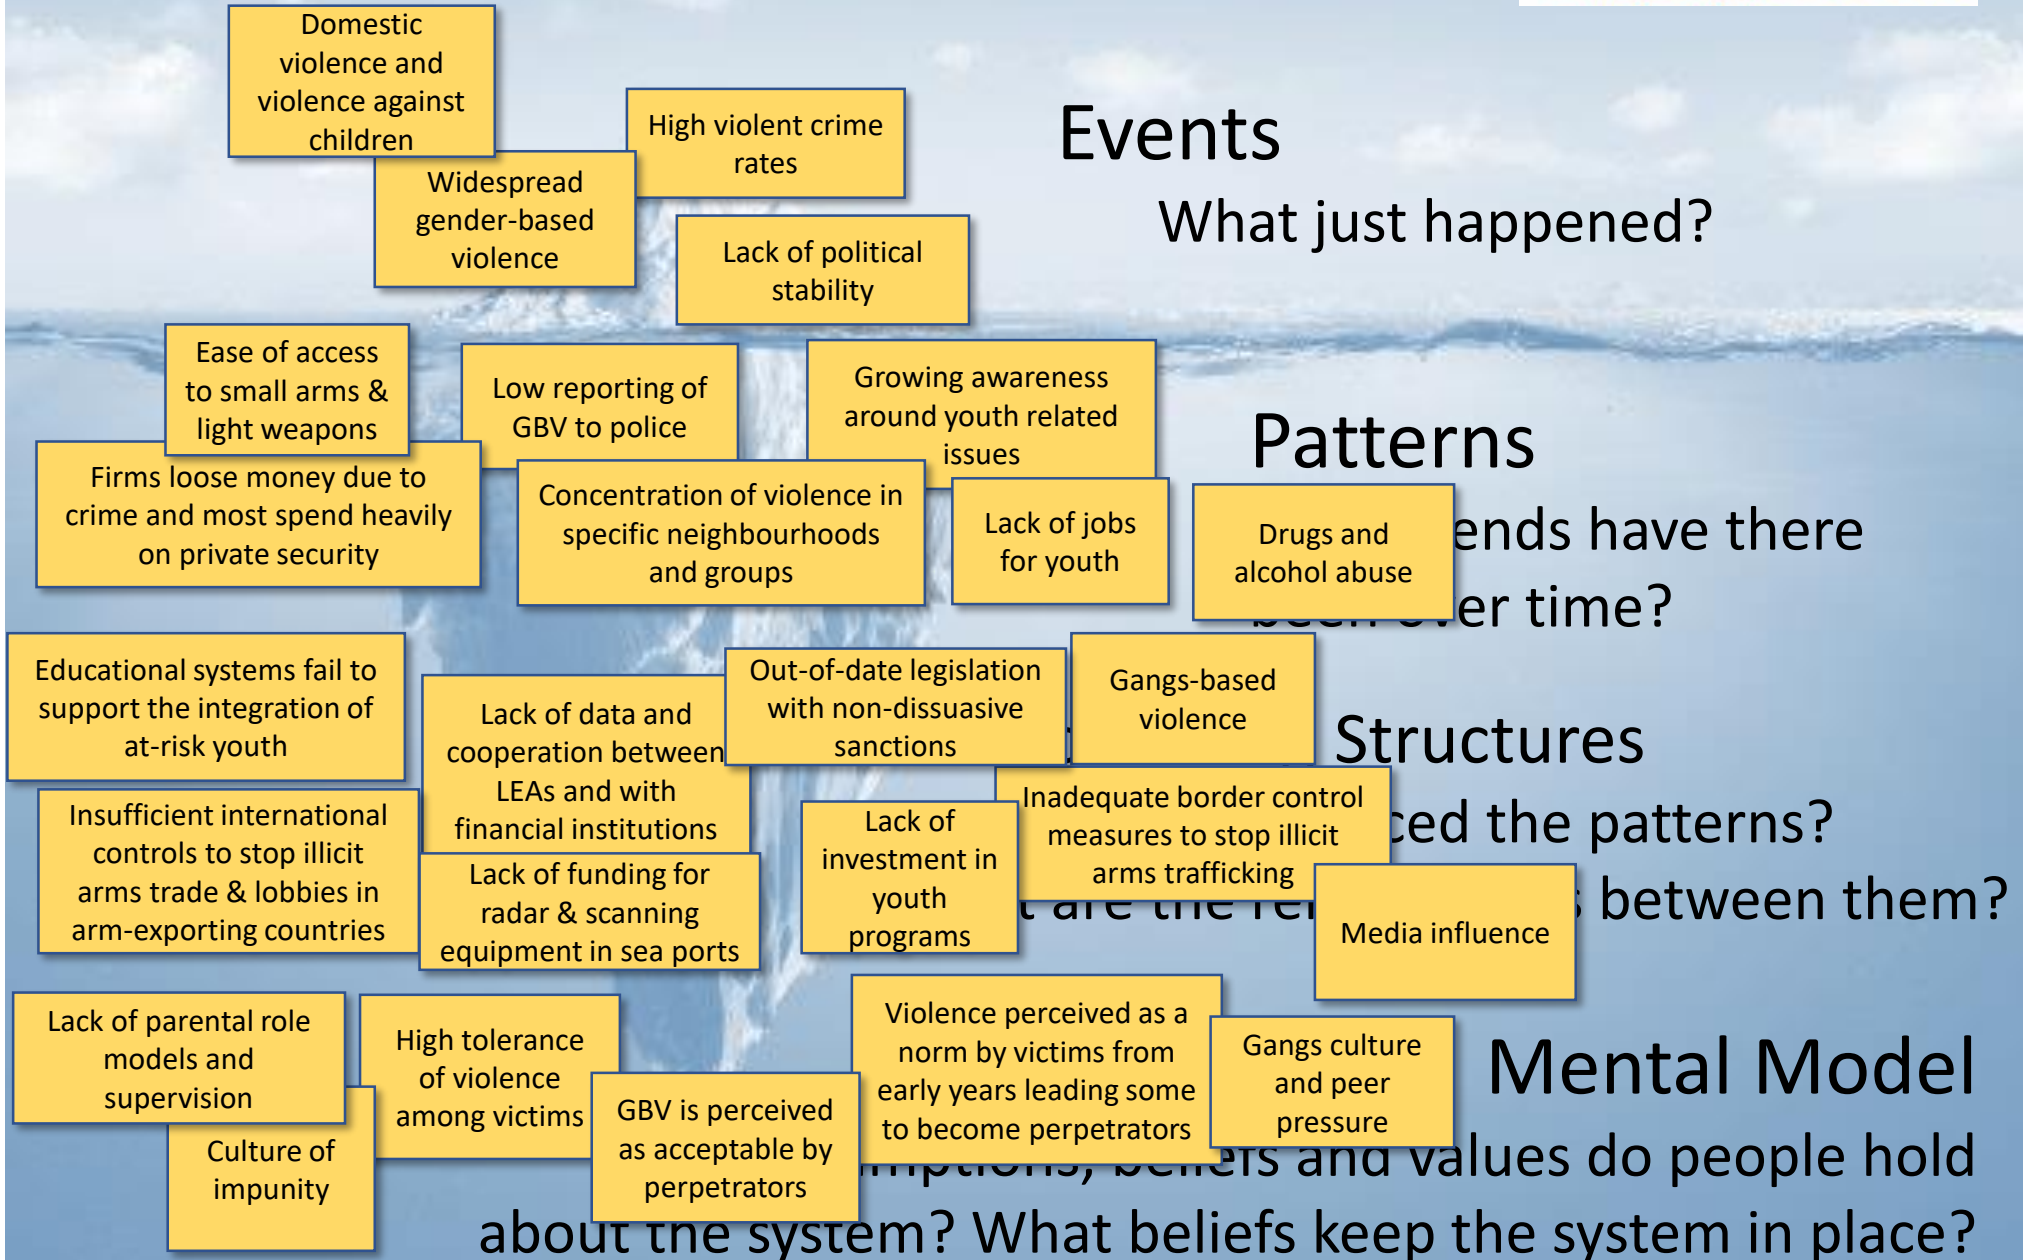 Domestic
violence and
violence against
children
High violent crime
rates
Events
Widespread
gender-based
violence
What just happened?
Lack of political
stability
Ease of access
to small arms &
light weapons
Low reporting of
GBV to police
Growing awareness
around youth related
issues
Patterns
Firms loose money due to
crime and most spend heavily
on private security
Concentration of violence in
specific neighbourhoods
and groups
Lack of jobs
for youth
Drugs and
alcohol abuse
have there
time?
Educational systems fail to
support the integration of
at-risk youth
Lack of data and
cooperation between
LEAs and with
financial institutions
Out-of-date legislation
with non-dissuasive
sanctions
Gangs-based
violence
Structures
Insufficient international
controls to stop illicit
arms trade & lobbies in
arm-exporting countries
Lack of funding for
radar & scanning
equipment in sea ports
Lack of
investment in
youth
programs
Inadequate border control
measures to stop illicit
arms trafficking
the patterns?
are the
between them?
Media influence
Lack of parental role
models and
supervision
High tolerance
of violence
among victims
Violence perceived as a
norm by victims from
early years leading some
to become perpetrators
Gangs culture
and peer
pressure
Mental Model
Culture of
impunity
GBV is perceived
as acceptable by
perpetrators
beliefs and values do people hold
about the system? What beliefs keep the system in place?